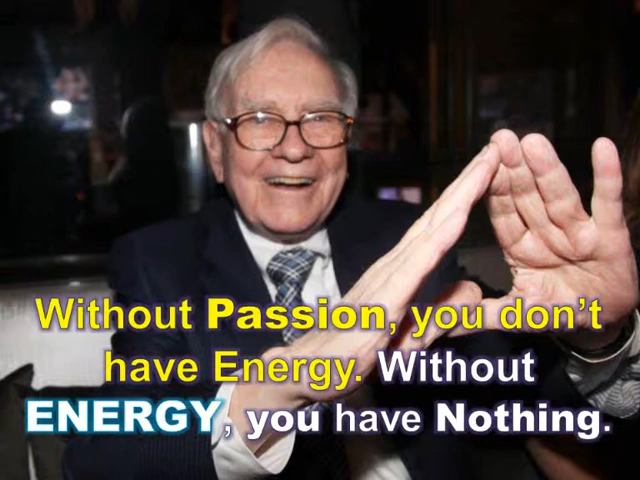 Without Passion, you don't
have Energy. Without
ENERGY, you have Nothing.